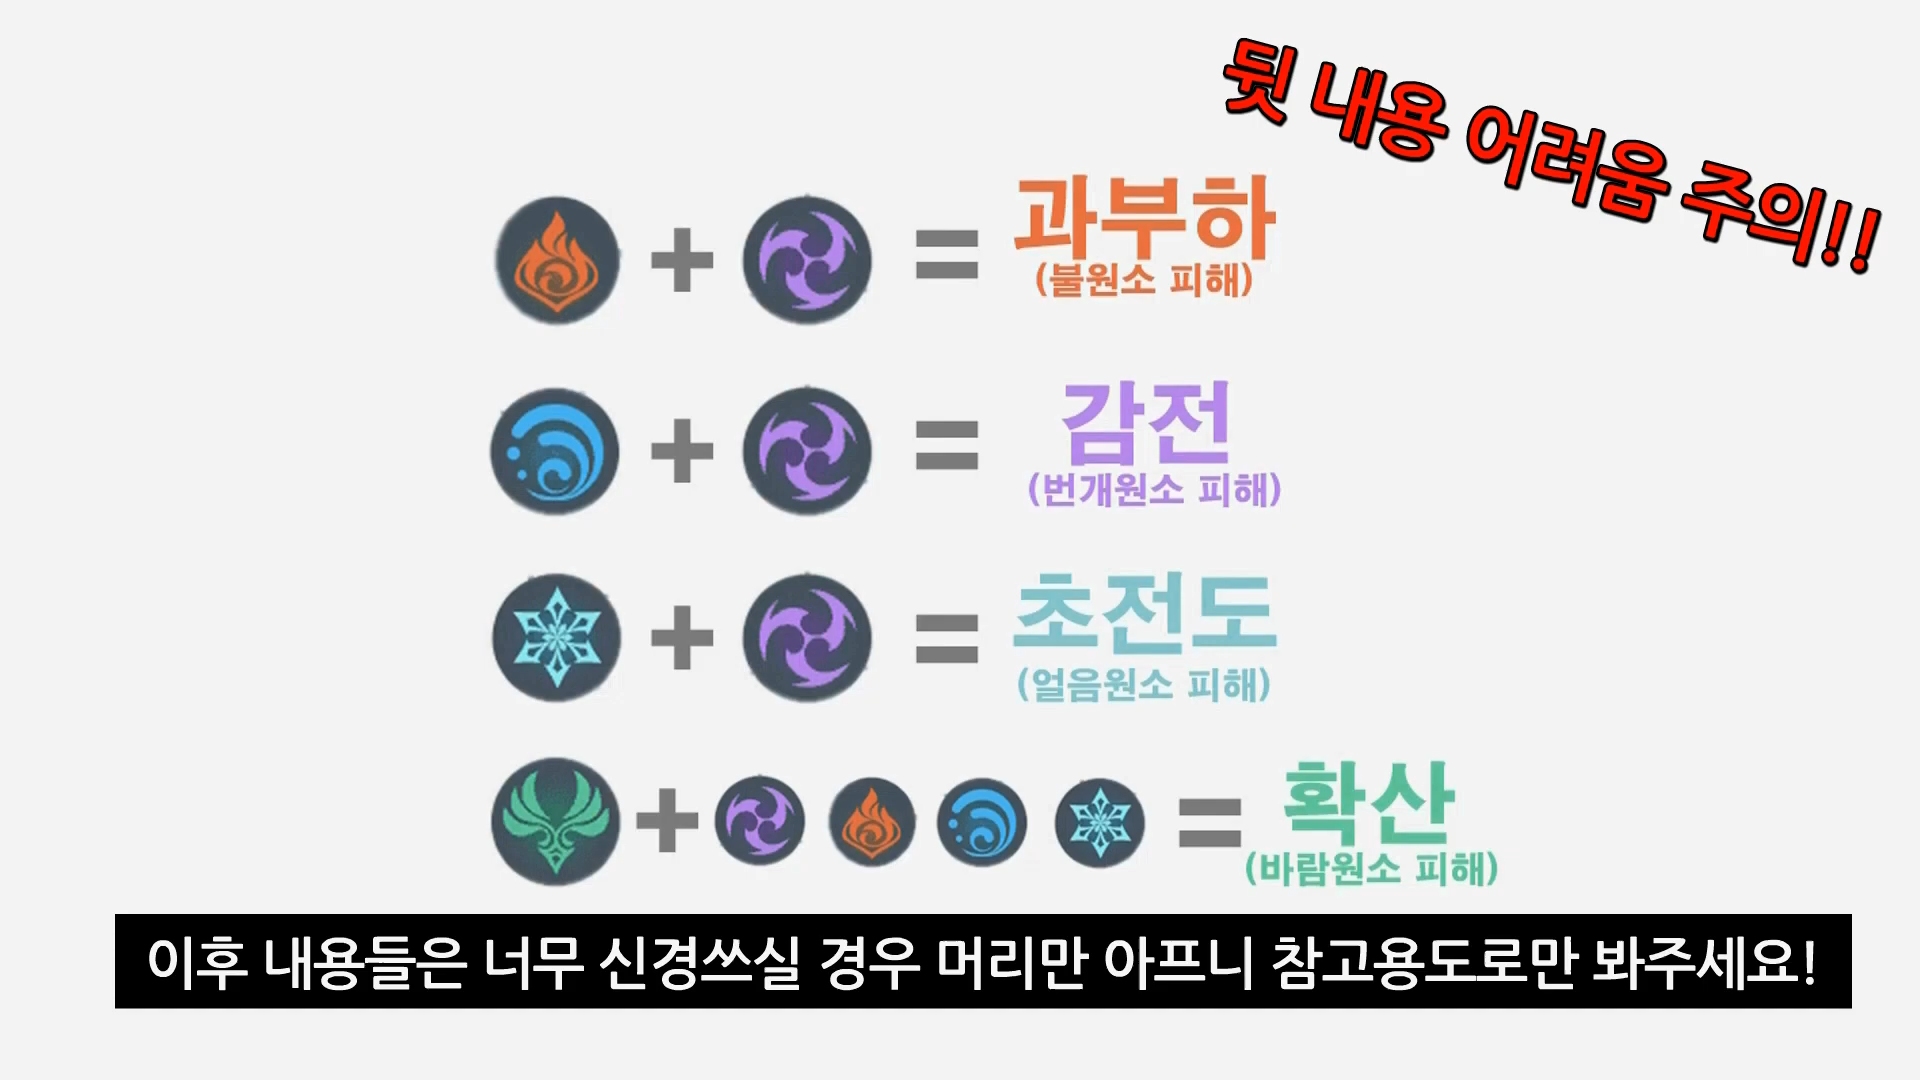 뒷 내용 어려움 주의!!
+ = 과부하
(불원소 피해)
+ = 감전
(번개원소 피해)
+ = 초전도
(얼음원소 피해)
+ = 확산
(바람원소 피해)
이후 내용들은 너무 신경쓰실 경우 머리만 아프니 참고용도로만 봐주세요!